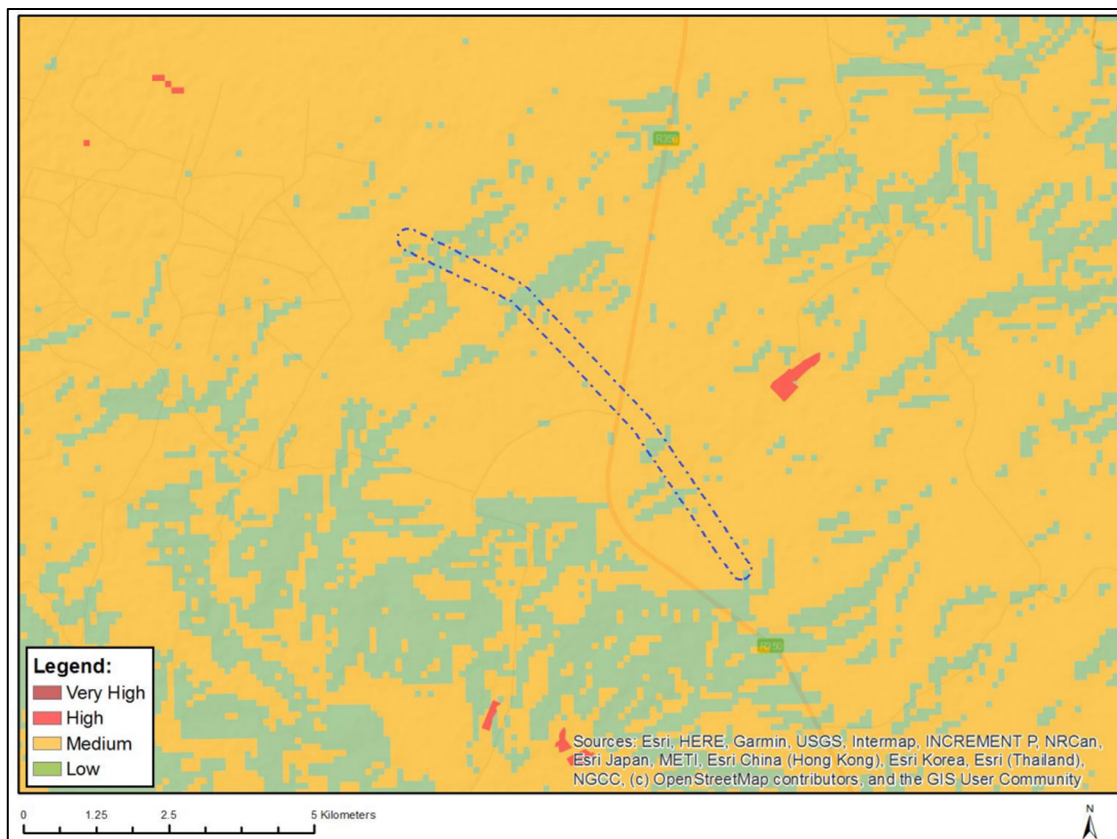 Legend:
Very High
High
Medium
Low
Sources: Esri, HERE, Garmin, USGS, Intermap, INCREMENT P, NRCan,
Esri Japan, METI, Esri China (Hong Kong), Esri Korea, Esri (Thailand),
NGCC, (c) OpenStreetMap contributors, and the GIS User Community
0 1.25 2.5 5 Kilometers
N